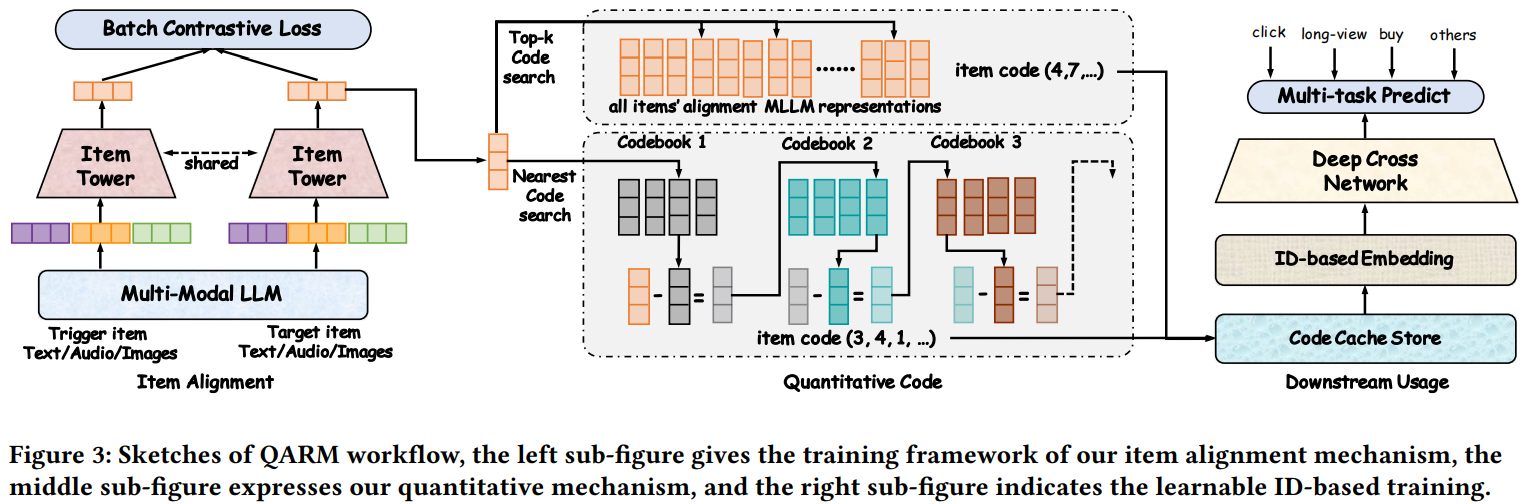 Batch Contrastive Loss
Item
Tower
shared
Item
Tower
Multi-Modal LLM
Trigger item
Text/Audio/Images
Target item
Text/Audio/Images
Item Alignment
Top-k
Code
search
all items' alignment MLLM representations
item code (4,7,...)
Nearest
Code
search
Codebook 1
Codebook 2
Codebook 3
- =
- =
- =
item code (3, 4, 1, ...)
Quantitative Code
click long-view buy others
Multi-task Predict
Deep Cross
Network
ID-based Embedding
Code Cache Store
Downstream Usage
Figure 3: Sketches of QARM workflow, the left sub-figure gives the training framework of our item alignment mechanism, the
middle sub-figure expresses our quantitative mechanism, and the right sub-figure indicates the learnable ID-based training.